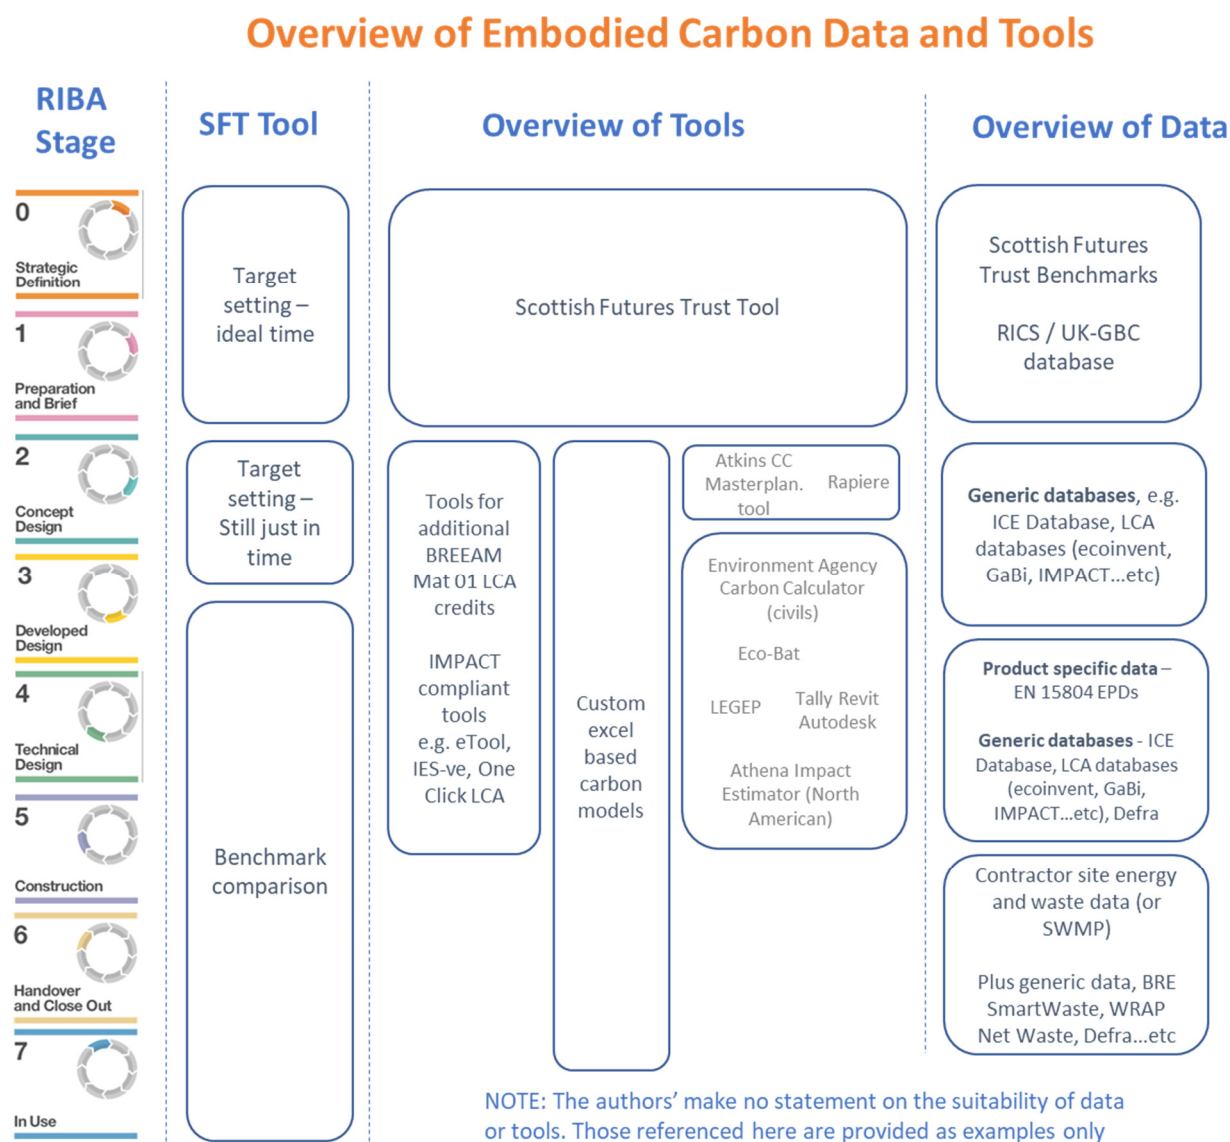 Overview of Embodied Carbon Data and Tools
RIBA
Stage
SFT Tool
Overview of Tools
Overview of Data
0
Strategic
Definition
1
Preparation
and Brief
2
Concept
Design
3
Developed
Design
4
Technical
Design
5
Construction
6
Handover
and Close Out
7
In Use
Target
setting –
ideal time
Target
setting –
Still just in
time
Benchmark
comparison
Scottish Futures Trust Tool
Tools for
additional
BREEAM
Mat 01 LCA
credits
IMPACT
compliant
tools
e.g. eTool,
IES-ve, One
Click LCA
Custom
excel
based
carbon
models
Atkins CC
Masterplan.
tool
Rapiere
Environment Agency
Carbon Calculator
(civils)
Eco-Bat
LEGEP
Tally Revit
Autodesk
Athena Impact
Estimator (North
American)
Scottish Futures
Trust Benchmarks
RICS / UK-GBC
database
Generic databases, e.g.
ICE Database, LCA
databases (ecoinvent,
GaBi, IMPACT...etc)
Product specific data –
EN 15804 EPDs
Generic databases - ICE
Database, LCA databases
(ecoinvent, GaBi,
IMPACT...etc), Defra
Contractor site energy
and waste data (or
SWMP)
Plus generic data, BRE
SmartWaste, WRAP
Net Waste, Defra...etc
NOTE: The authors’ make no statement on the suitability of data
or tools. Those referenced here are provided as examples only